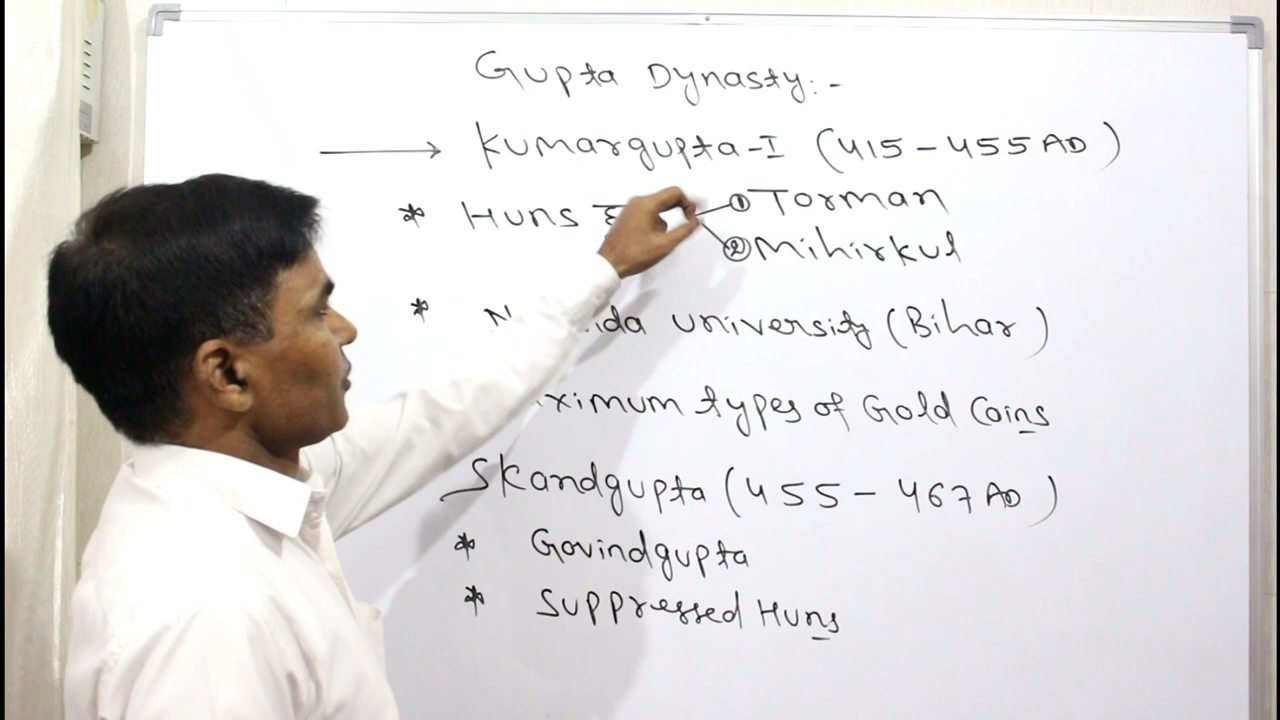 Gupta Dynasty:-
→ Kumargupta-I (415-455 AD)
* Huns ① Torman
② Mihirkul
* university (Bihar)
types of Gold Coins
Skandgupta (455-467 AD)
* Govindgupta
* Suppressed Huns